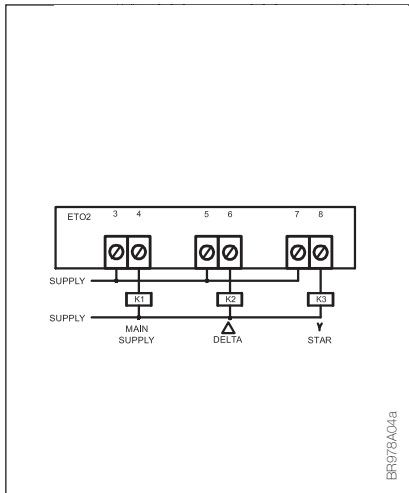 ETO2 3 4 5 6 7 8
SUPPLY
K1 K2 K3
SUPPLY
MAIN SUPPLY
DELTA
STAR
BR978A04a